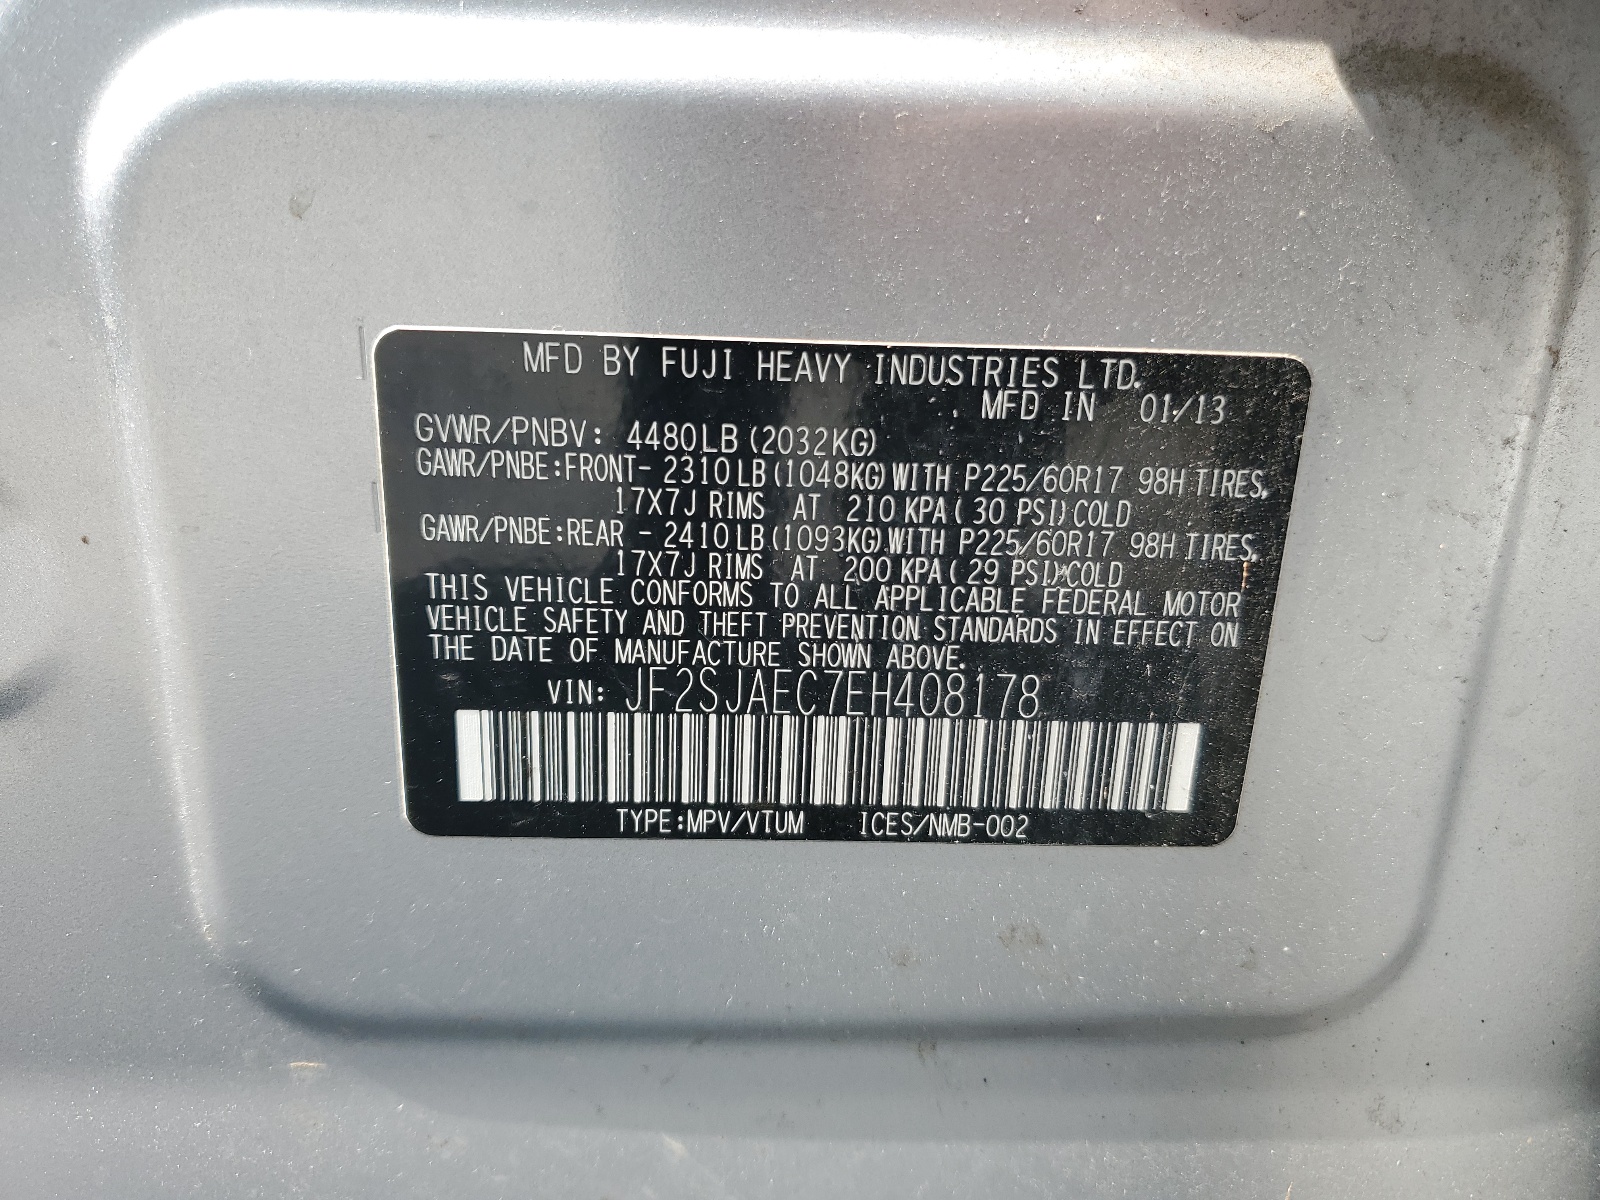 MFD BY FUJI HEAVY INDUSTRIES LTD.
MFD IN 01/13
GVWR/PNBV: 4480LB (2032KG)
GAWR/PNBE:FRONT- 2310LB (1048KG) WITH P225/60R17 98H TIRES,
17X7J RIMS AT 210 KPA ( 30 PSI) COLD
GAWR/PNBE:REAR - 2410LB (1093KG) WITH P225/60R17 98H TIRES,
17X7J RIMS AT 200 KPA ( 29 PSI) COLD
THIS VEHICLE CONFORMS TO ALL APPLICABLE FEDERAL MOTOR
VEHICLE SAFETY AND THEFT PREVENTION STANDARDS IN EFFECT ON
THE DATE OF MANUFACTURE SHOWN ABOVE.
VIN: JF2SJAEC7EH408178
TYPE:MPV/VTUM ICES/NMB-002